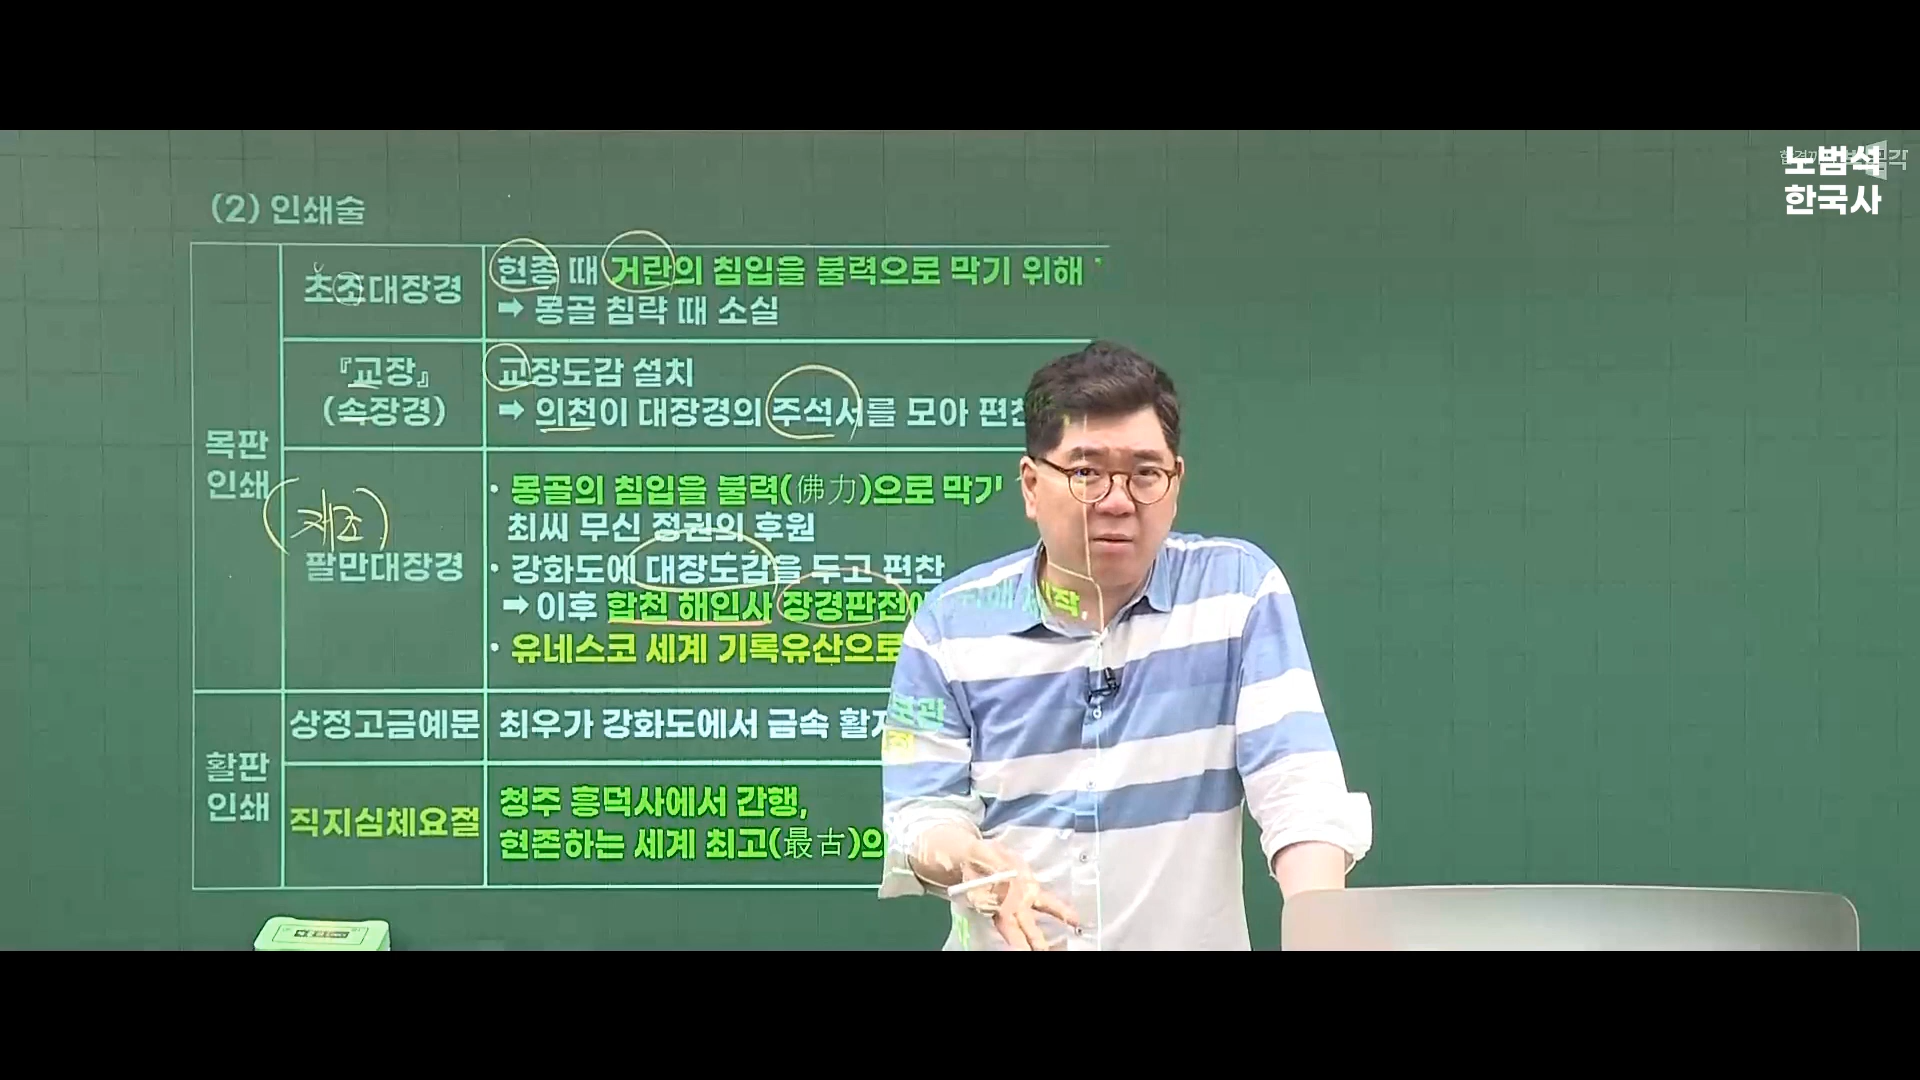 노범석
한국사
(2) 인쇄술
목판
인쇄
초조대장경
현종 때 거란의 침입을 불력으로 막기 위해
➡ 몽골 침략 때 소실
『교장』
(속장경)
교장도감 설치
➡ 의천이 대장경의 주석서를 모아 편찬
(재조)
팔만대장경
• 몽골의 침입을 불력(佛力)으로 막기
최씨 무신 정권의 후원
• 강화도에 대장도감을 두고 편찬
➡ 이후 합천 해인사 장경판전에
• 유네스코 세계 기록유산으로
활판
인쇄
상정고금예문
최우가 강화도에서 금속 활자
직지심체요절
청주 흥덕사에서 간행,
현존하는 세계 최고(最古)의